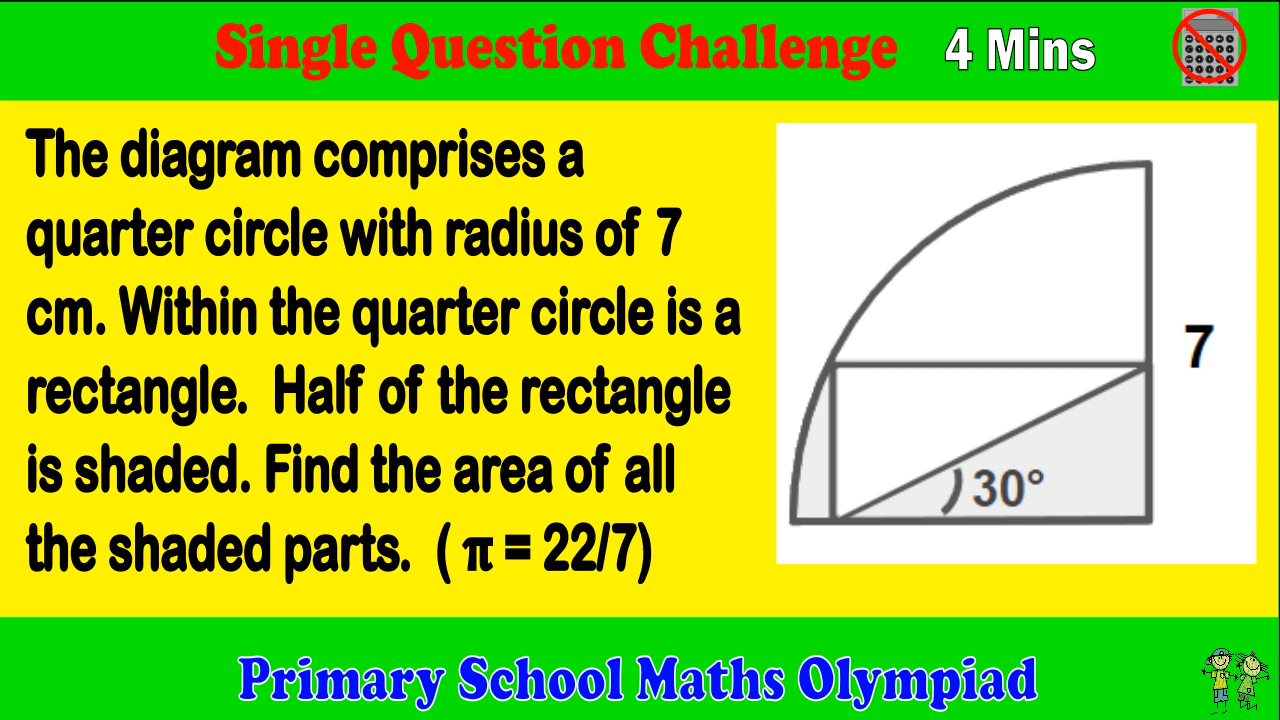 Single Question Challenge 4 Mins
The diagram comprises a
quarter circle with radius of 7
cm. Within the quarter circle is a
rectangle. Half of the rectangle
is shaded. Find the area of all
the shaded parts. ( π = 22/7)
7
30°
Primary School Maths Olympiad